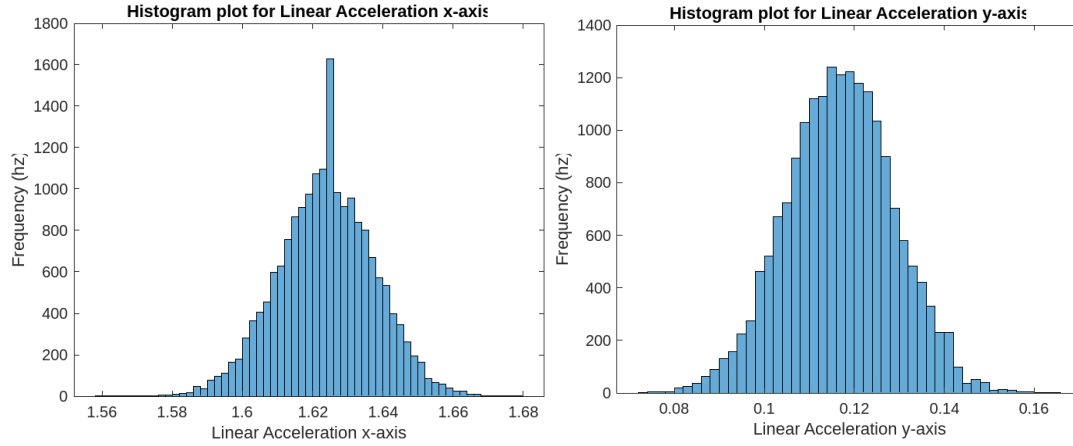 Histogram plot for Linear Acceleration x-axis
1800
1600
1400
1200
1000
800
600
400
200
0
Frequency (hz)
1.56 1.58 1.6 1.62 1.64 1.66 1.68
Linear Acceleration x-axis
Histogram plot for Linear Acceleration y-axis
1400
1200
1000
800
600
400
200
0
Frequency (hz)
0.08 0.1 0.12 0.14 0.16
Linear Acceleration y-axis